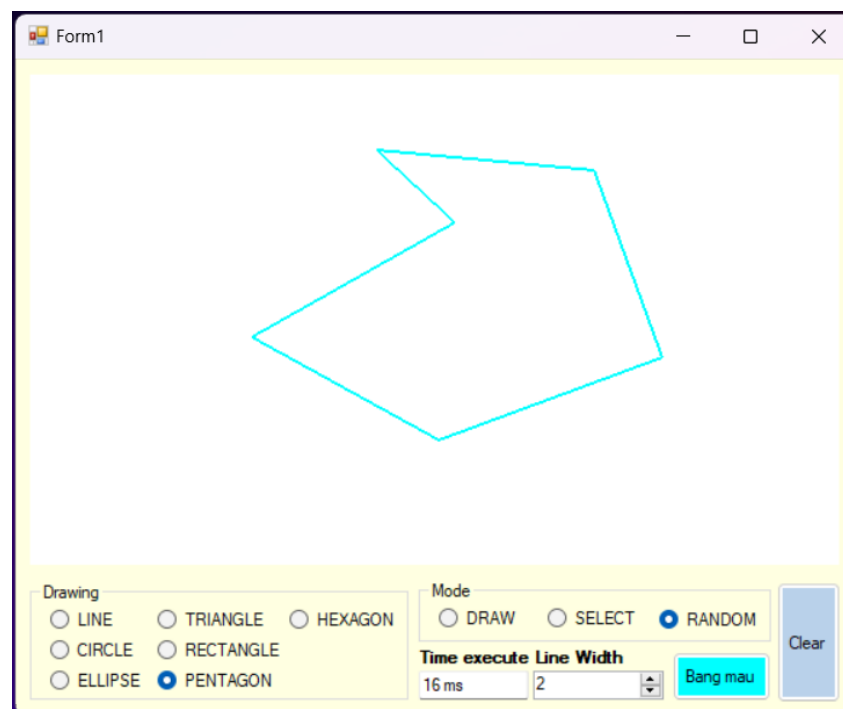 Form1
Drawing
LINE
TRIANGLE
HEXAGON
CIRCLE
RECTANGLE
ELLIPSE
PENTAGON
Mode
DRAW
SELECT
RANDOM
Time execute
Line Width
16 ms
2
Bang mau
Clear